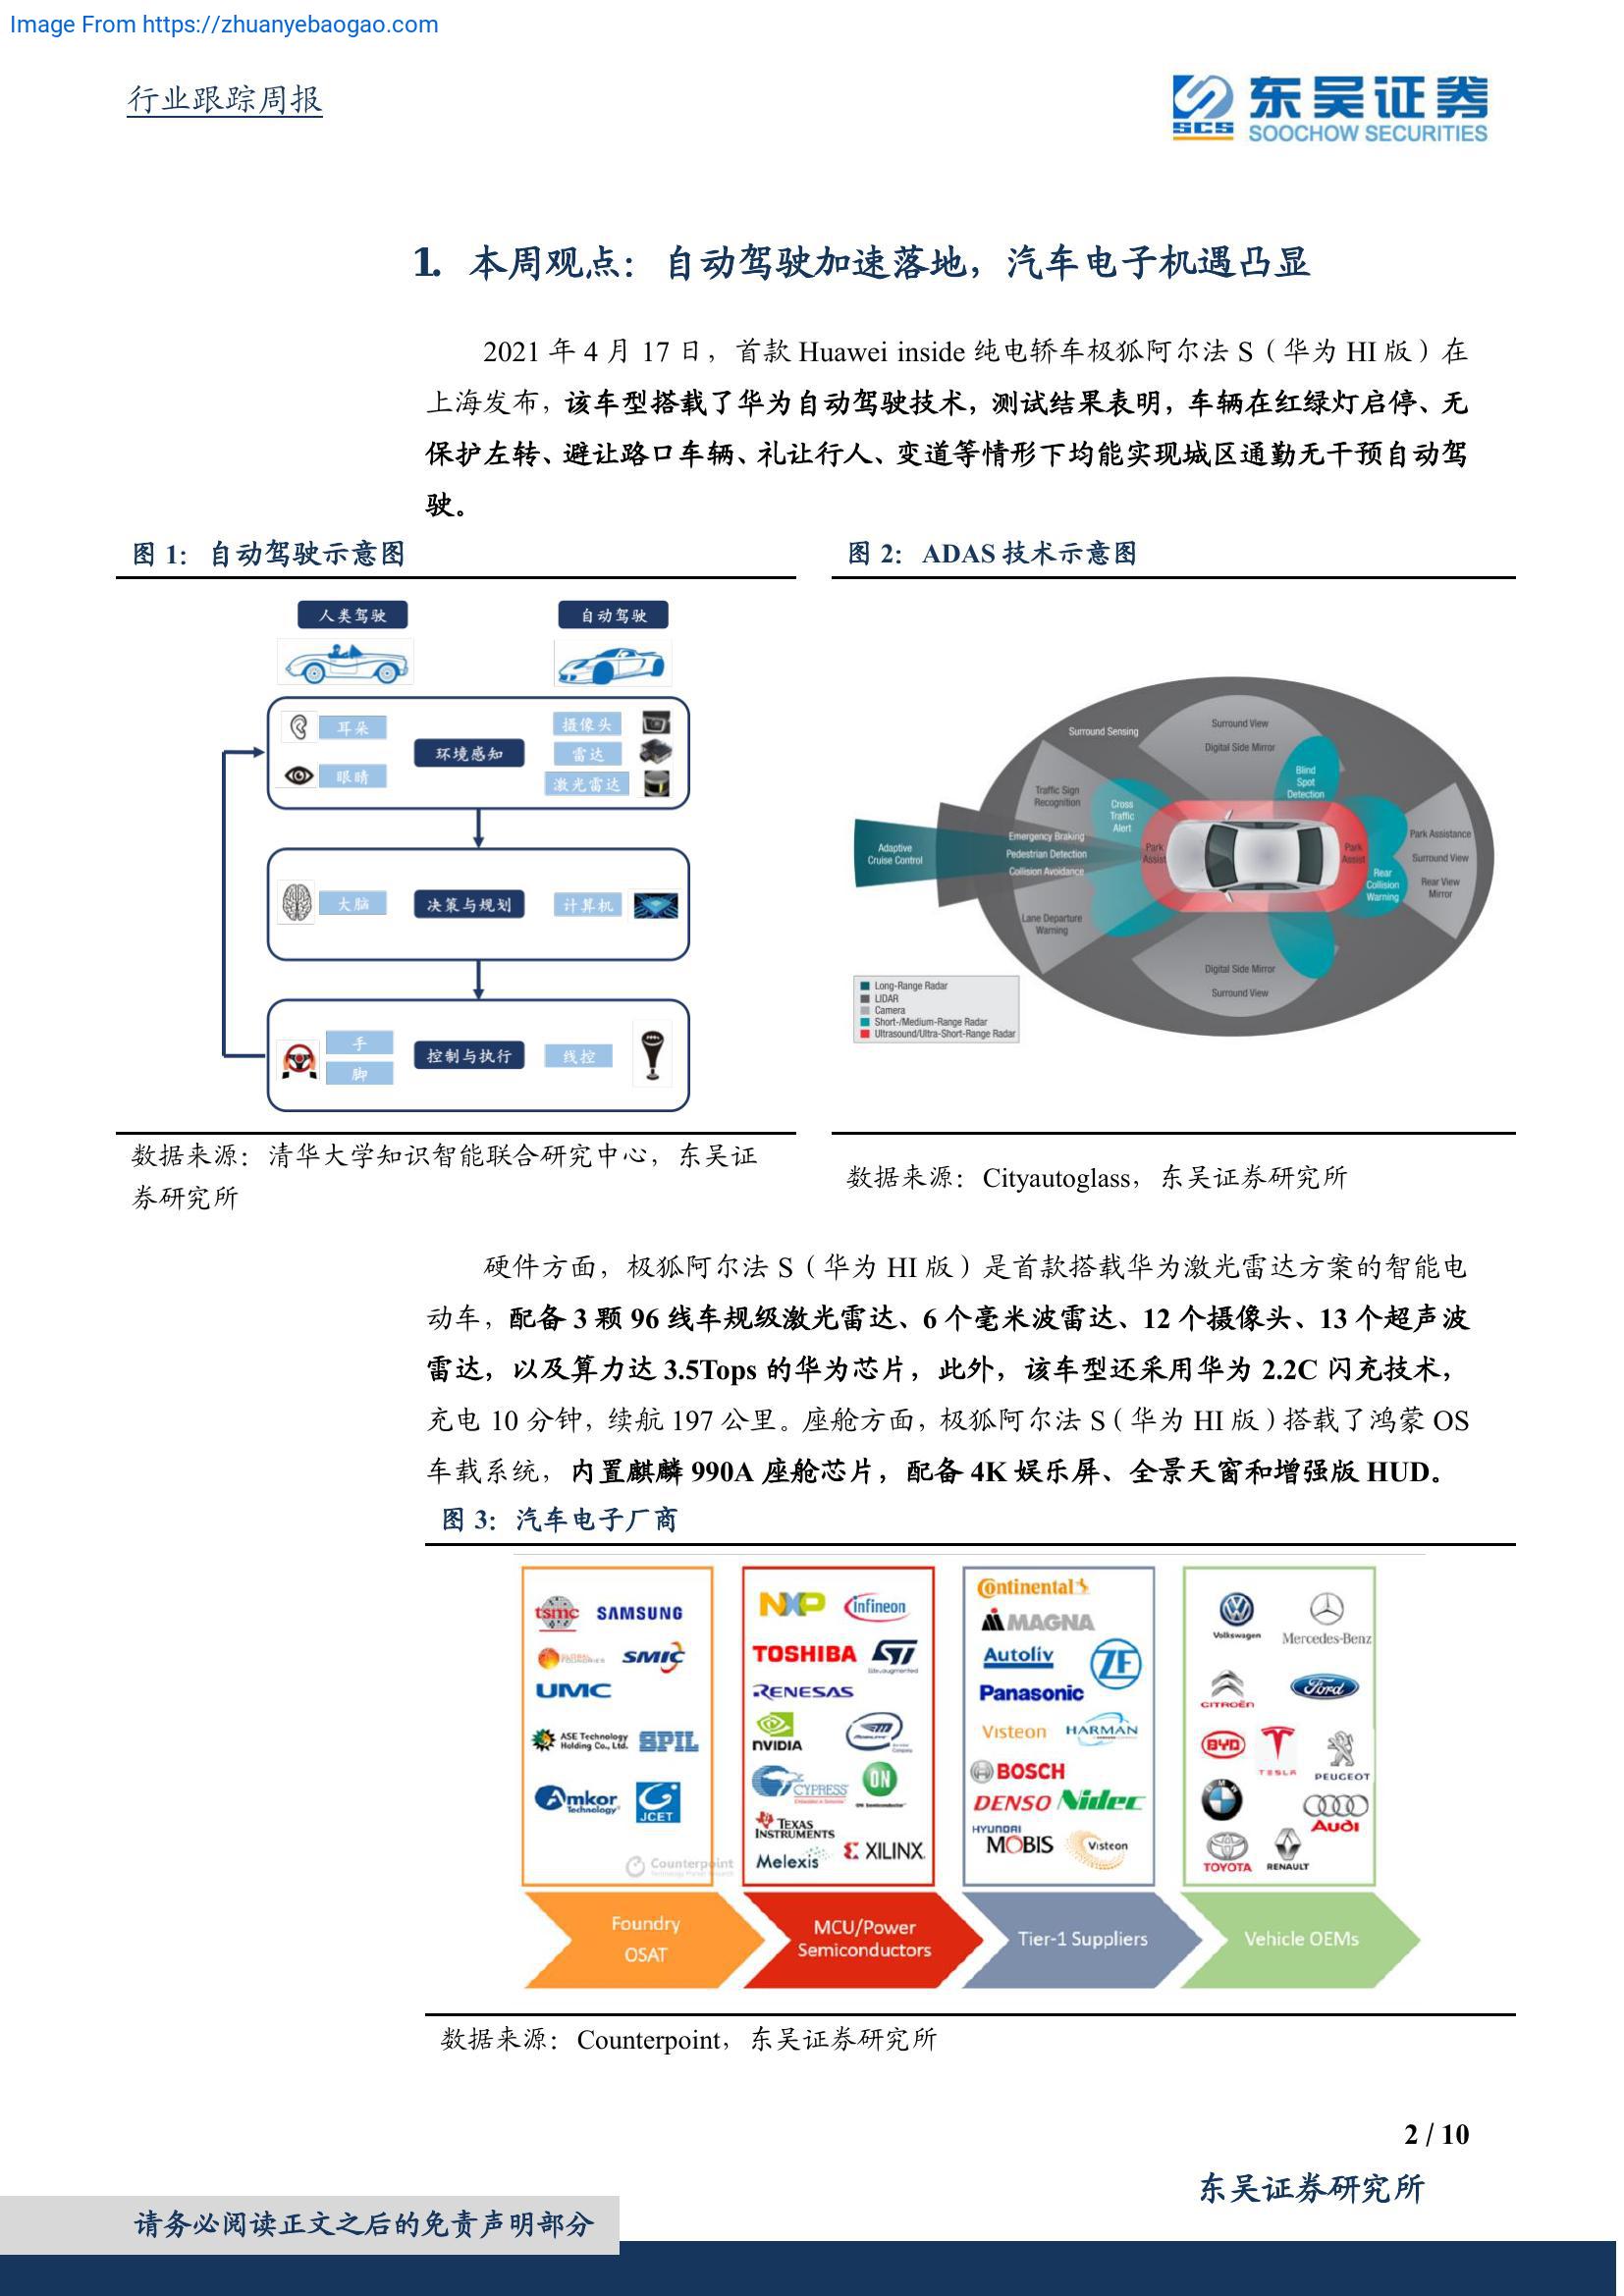 Image From https://zhuanyebaogao.com
行业跟踪周报
东吴证券
SCS
SOOCHOW SECURITIES
1. 本周观点：自动驾驶加速落地，汽车电子机遇凸显
2021 年 4 月 17 日，首款 Huawei inside 纯电轿车极狐阿尔法 S（华为 HI 版）在
上海发布，该车型搭载了华为自动驾驶技术，测试结果表明，车辆在红绿灯启停、无
保护左转、避让路口车辆、礼让行人、变道等情形下均能实现城区通勤无干预自动驾
驶。
图 1：自动驾驶示意图
人类驾驶
自动驾驶
耳朵
眼睛
环境感知
摄像头
雷达
激光雷达
大脑
决策与规划
计算机
手
脚
控制与执行
线控
数据来源：清华大学知识智能联合研究中心，东吴证
券研究所
图 2：ADAS 技术示意图
Surround Sensing
Surround View
Digital Side Mirror
Blind
Spot
Detection
Traffic Sign
Recognition
Cross
Traffic
Alert
Emergency Braking
Pedestrian Detection
Collision Avoidance
Adaptive
Cruise Control
Park
Assist
Park
Assist
Park Assistance
Surround View
Rear View
Mirror
Rear
Collision
Warning
Lane Departure
Warning
Digital Side Mirror
Surround View
Long-Range Radar
LIDAR
Camera
Short-/Medium-Range Radar
Ultrasound/Ultra-Short-Range Radar
数据来源：Cityautoglass，东吴证券研究所
硬件方面，极狐阿尔法 S（华为 HI 版）是首款搭载华为激光雷达方案的智能电
动车，配备 3 颗 96 线车规级激光雷达、6 个毫米波雷达、12 个摄像头、13 个超声波
雷达，以及算力达 3.5Tops 的华为芯片，此外，该车型还采用华为 2.2C 闪充技术，
充电 10 分钟，续航 197 公里。座舱方面，极狐阿尔法 S（华为 HI 版）搭载了鸿蒙 OS
车载系统，内置麒麟 990A 座舱芯片，配备 4K 娱乐屏、全景天窗和增强版 HUD。
图 3：汽车电子厂商
tsmc SAMSUNG
GLOBAL FOUNDRIES SMIC
UMC
ASE Technology
Holding Co., Ltd. SPIL
Amkor
Technology
JCET
Counterpoint
NXP infineon
TOSHIBA ST
RENESAS
NVIDIA
CYPRESS ON
ON Semiconductor
TEXAS
INSTRUMENTS
Melexis XILINX
Continental
MAGNA
Autoliv ZF
Panasonic
Visteon HARMAN
BOSCH
DENSO Nidec
HYUNDAI
MOBIS Visteon
Volkswagen Mercedes-Benz
CITROËN Ford
BYD TESLA PEUGEOT
BMW Audi
TOYOTA RENAULT
Foundry
OSAT
MCU/Power
Semiconductors
Tier-1 Suppliers
Vehicle OEMs
数据来源：Counterpoint，东吴证券研究所
2 / 10
东吴证券研究所
请务必阅读正文之后的免责声明部分